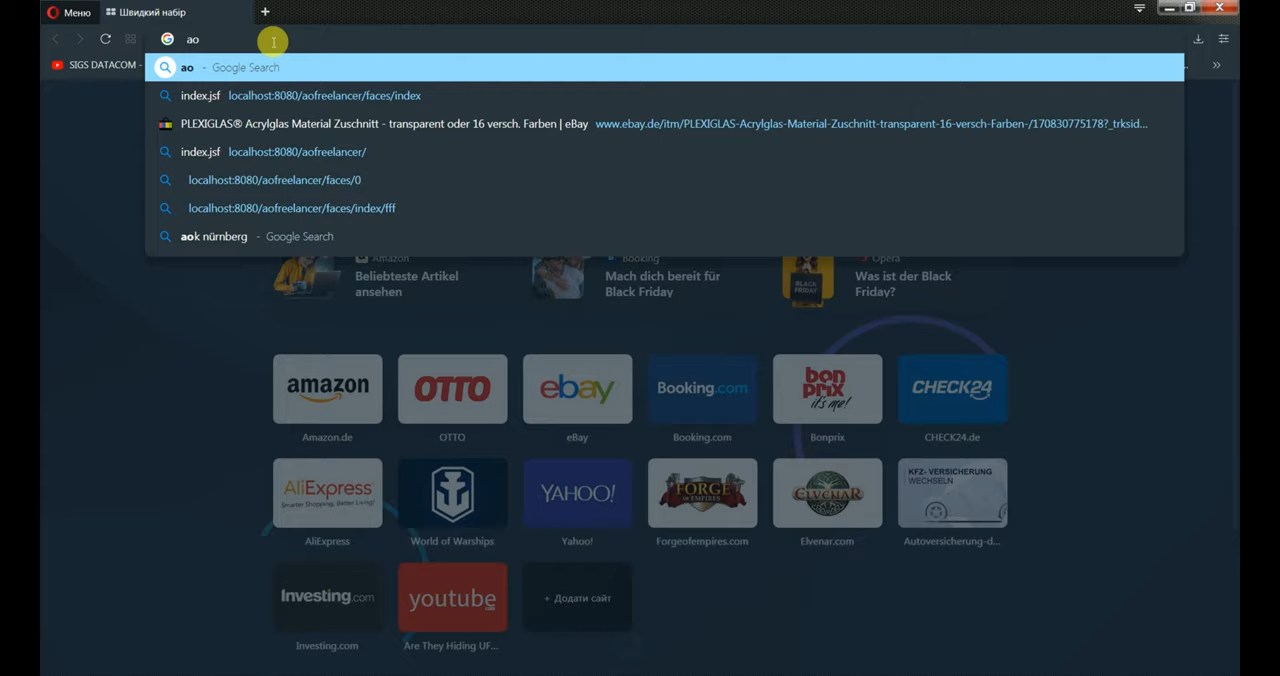 Меню
Швидкий набір
ao
SIGS DATACOM -
ao - Google Search
index.jsf localhost:8080/aofreelancer/faces/index
PLEXIGLAS® Acrylglas Material Zuschnitt - transparent oder 16 versch. Farben | eBay www.ebay.de/itm/PLEXIGLAS-Acrylglas-Material-Zuschnitt-transparent-16-versch-Farben-/170830775178?_trksid...
index.jsf localhost:8080/aofreelancer/
localhost:8080/aofreelancer/faces/0
localhost:8080/aofreelancer/faces/index/fff
aok nürnberg - Google Search
Amazon
Beliebteste Artikel
ansehen
Booking
Mach dich bereit für
Black Friday
Opera
Was ist der Black
Friday?
BLACK
FRIDAY
amazon
OTTO
ebay
Booking.com
bon
prix
it's me!
CHECK24
Amazon.de
OTTO
eBay
Booking.com
Bonprix
CHECK24.de
AliExpress
Smarter Shopping, Better Living!
YAHOO!
FORGE
OF EMPIRES
ELVENAR
KFZ- VERSICHERUNG
WECHSELN
AliExpress
World of Warships
Yahoo!
Forgeofempires.com
Elvenar.com
Autoversicherung-d...
Investing.com
youtube
.com
+ Додати сайт
Investing.com
Are They Hiding UF...